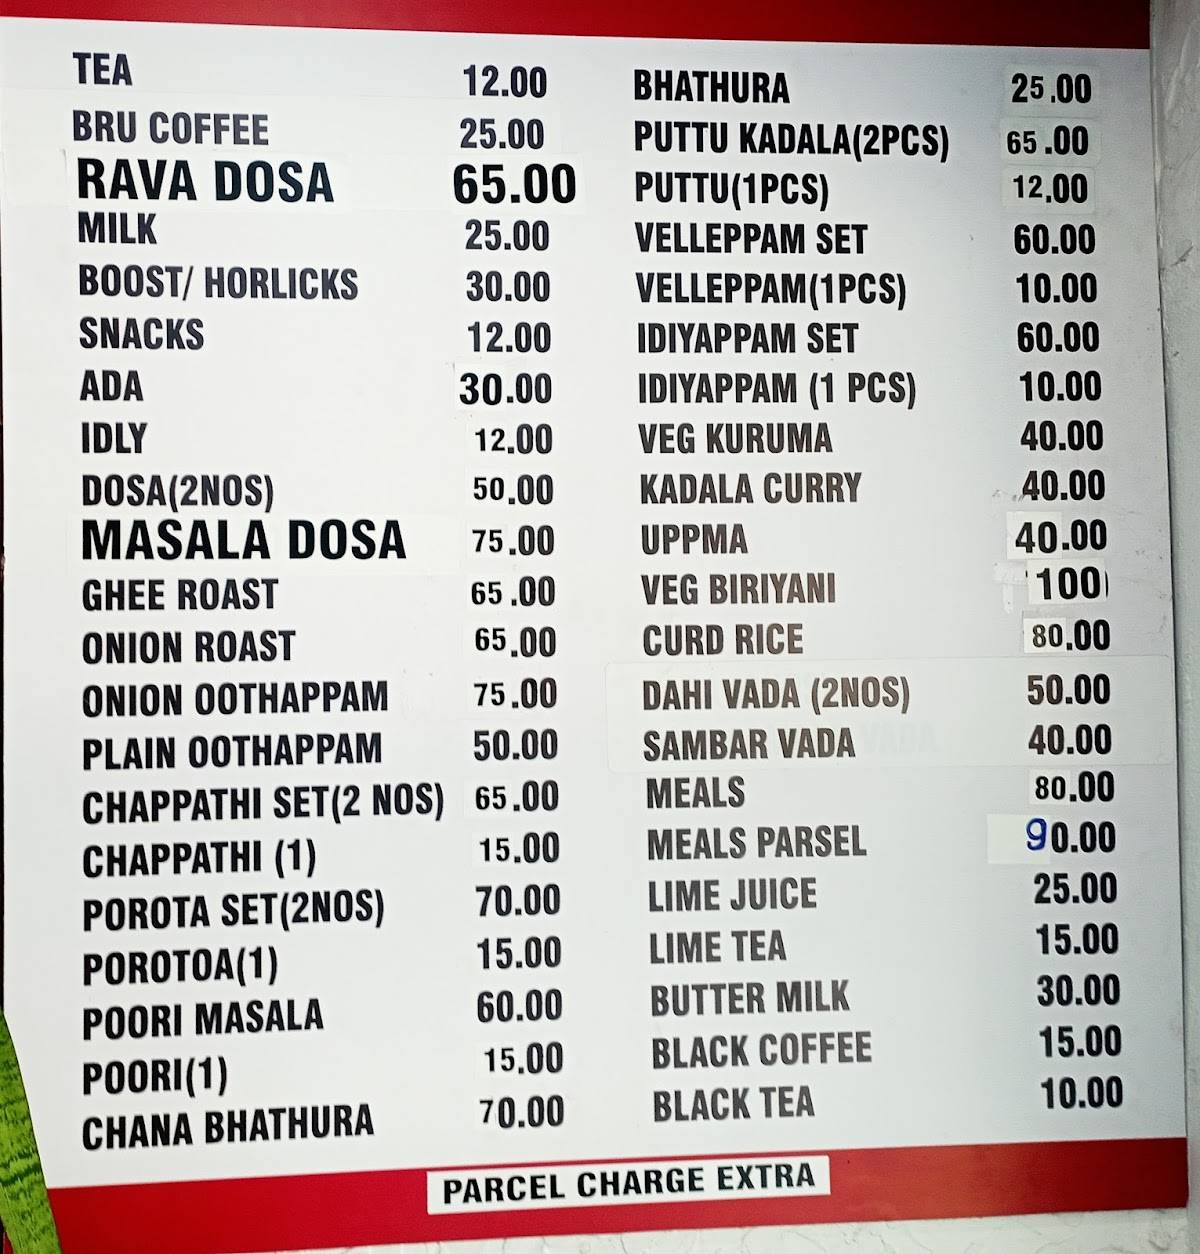 TEA 12.00
BRU COFFEE 25.00
RAVA DOSA 65.00
MILK 25.00
BOOST/ HORLICKS 30.00
SNACKS 12.00
ADA 30.00
IDLY 12.00
DOSA(2NOS) 50.00
MASALA DOSA 75.00
GHEE ROAST 65.00
ONION ROAST 65.00
ONION OOTHAPPAM 75.00
PLAIN OOTHAPPAM 50.00
CHAPPATHI SET(2 NOS) 65.00
CHAPPATHI (1) 15.00
POROTA SET(2NOS) 70.00
POROTOA(1) 15.00
POORI MASALA 60.00
POORI(1) 15.00
CHANA BHATHURA 70.00
BHATHURA 25.00
PUTTU KADALA(2PCS) 65.00
PUTTU(1PCS) 12.00
VELLEPPAM SET 60.00
VELLEPPAM(1PCS) 10.00
IDIYAPPAM SET 60.00
IDIYAPPAM (1 PCS) 10.00
VEG KURUMA 40.00
KADALA CURRY 40.00
UPPMA 40.00
VEG BIRIYANI 100
CURD RICE 80.00
DAHI VADA (2NOS) 50.00
SAMBAR VADA 40.00
MEALS 80.00
MEALS PARSEL 90.00
LIME JUICE 25.00
LIME TEA 15.00
BUTTER MILK 30.00
BLACK COFFEE 15.00
BLACK TEA 10.00
PARCEL CHARGE EXTRA